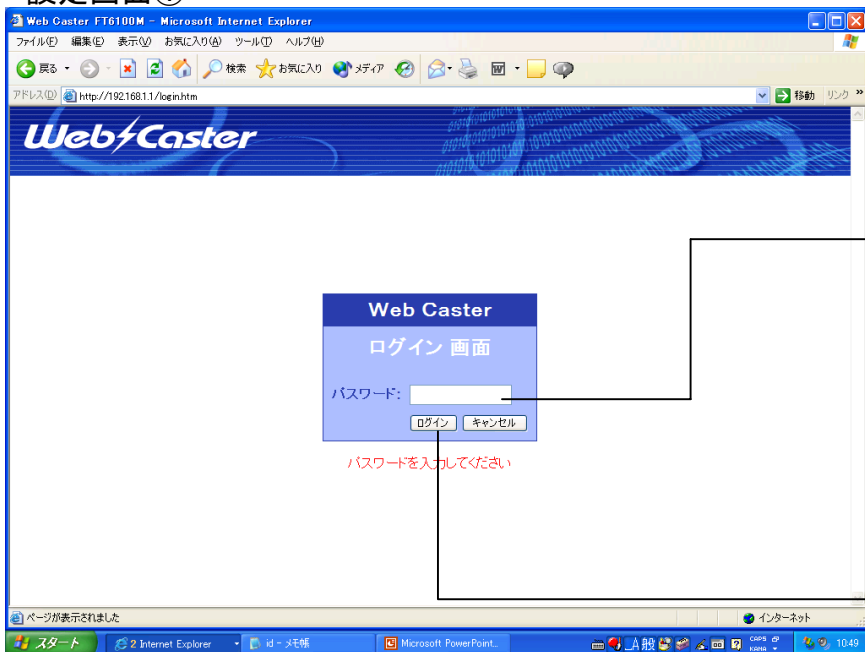 設定画面①
Web Caster FT6100M - Microsoft Internet Explorer
ファイル(F) 編集(E) 表示(V) お気に入り(A) ツール(T) ヘルプ(H)
戻る 検索 お気に入り メディア
アドレス(D) http://192.168.1.1/login.htm 移動 リンク »
Web Caster
Web Caster
ログイン 画面
パスワード:
ログイン キャンセル
パスワードを入力してください
ページが表示されました インターネット
スタート 2 Internet Explorer id - メモ帳 Microsoft PowerPoint... A 般 CAPS KANA 10:49